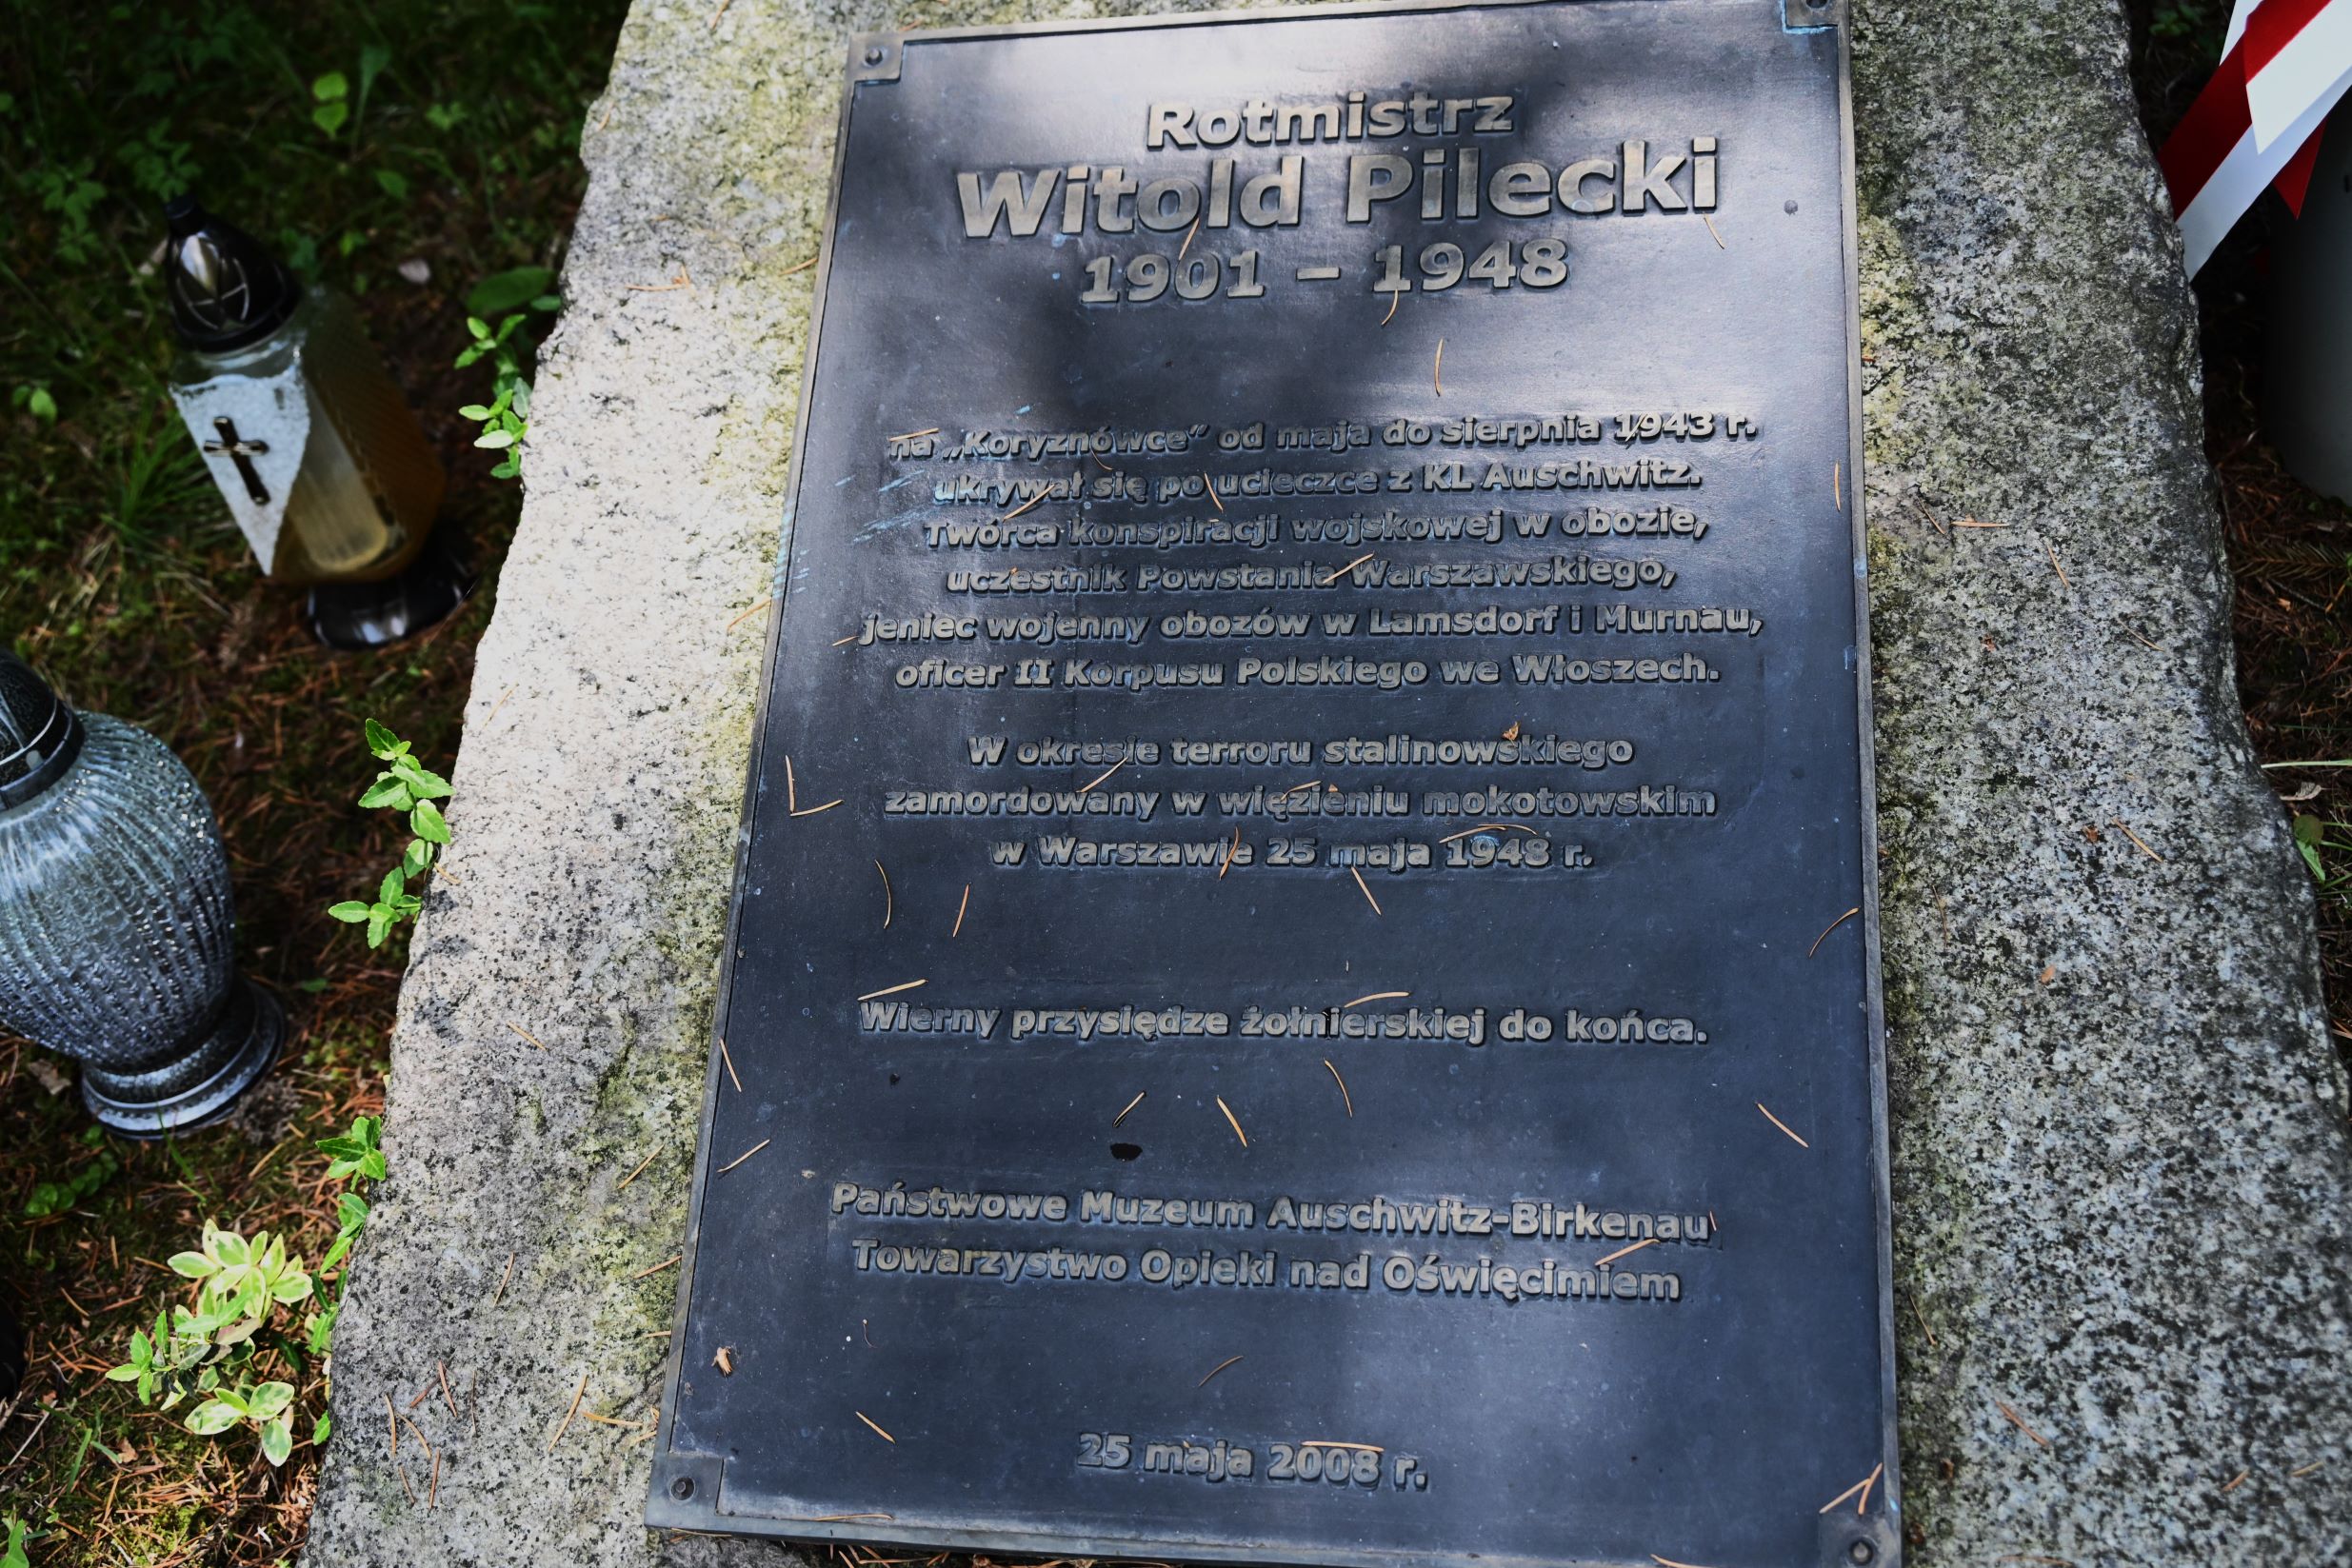 Rotmistrz
Witold Pilecki
1901 – 1948
na „Koryznówce” od maja do sierpnia 1943 r.
ukrywał się po ucieczce z KL Auschwitz.
Twórca konspiracji wojskowej w obozie,
uczestnik Powstania Warszawskiego,
jeniec wojenny obozów w Lamsdorf i Murnau,
oficer II Korpusu Polskiego we Włoszech.
W okresie terroru stalinowskiego
zamordowany w więzieniu mokotowskim
w Warszawie 25 maja 1948 r.
Wierny przysiędze żołnierskiej do końca.
Państwowe Muzeum Auschwitz-Birkenau
Towarzystwo Opieki nad Oświęcimiem
25 maja 2008 r.